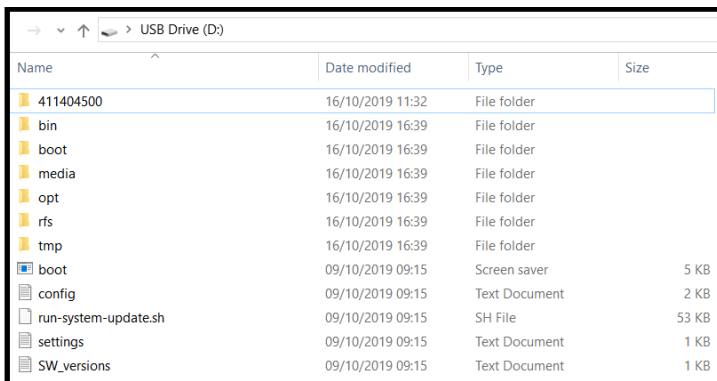 USB Drive (D:)
Name Date modified Type Size
411404500 16/10/2019 11:32 File folder
bin 16/10/2019 16:39 File folder
boot 16/10/2019 16:39 File folder
media 16/10/2019 16:39 File folder
opt 16/10/2019 16:39 File folder
rfs 16/10/2019 16:39 File folder
tmp 16/10/2019 16:39 File folder
boot 09/10/2019 09:15 Screen saver 5 KB
config 09/10/2019 09:15 Text Document 2 KB
run-system-update.sh 09/10/2019 09:15 SH File 53 KB
settings 09/10/2019 09:15 Text Document 1 KB
SW_versions 09/10/2019 09:15 Text Document 1 KB